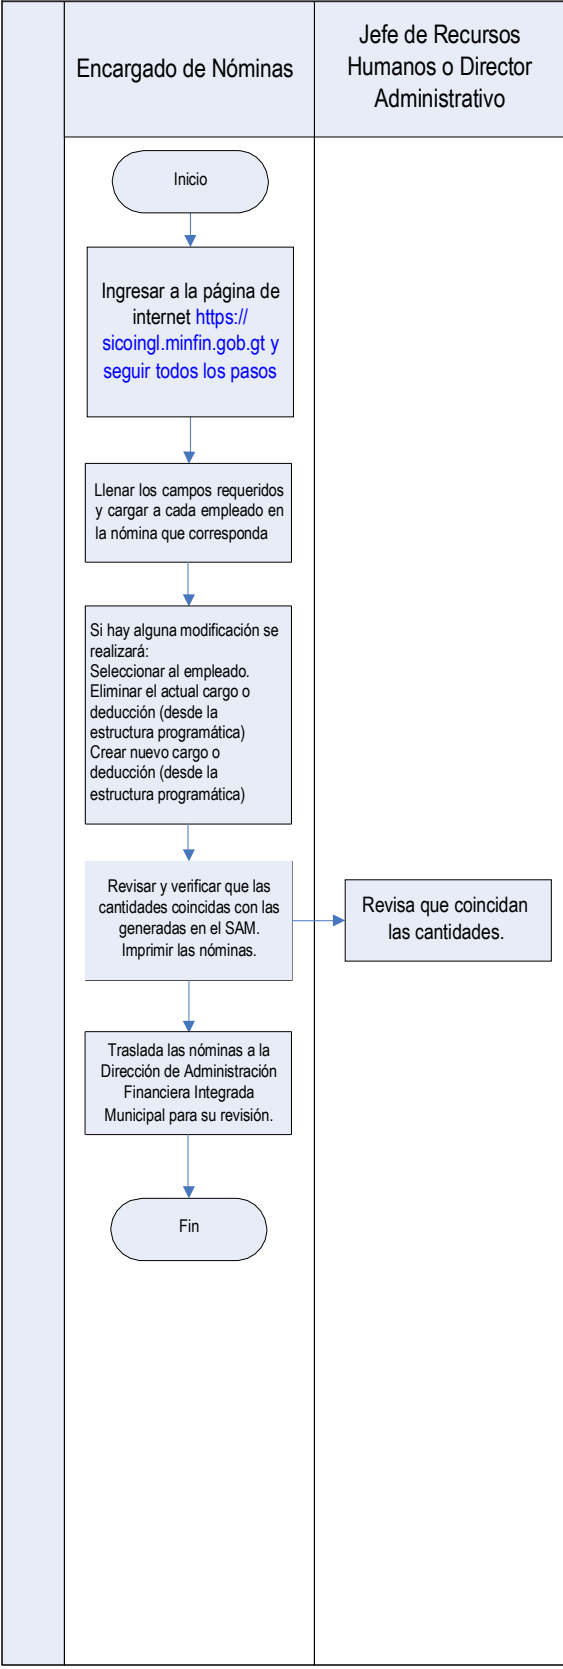 Encargado de Nóminas
Jefe de Recursos
Humanos o Director
Administrativo
Inicio
Ingresar a la página de
internet https://
sicoingl.minfin.gob.gt y
seguir todos los pasos
Llenar los campos requeridos
y cargar a cada empleado en
la nómina que corresponda
Si hay alguna modificación se
realizará:
Seleccionar al empleado.
Eliminar el actual cargo o
deducción (desde la
estructura programática)
Crear nuevo cargo o
deducción (desde la
estructura programática)
Revisar y verificar que las
cantidades coincidas con las
generadas en el SAM.
Imprimir las nóminas.
Revisa que coincidan
las cantidades.
Traslada las nóminas a la
Dirección de Administración
Financiera Integrada
Municipal para su revisión.
Fin